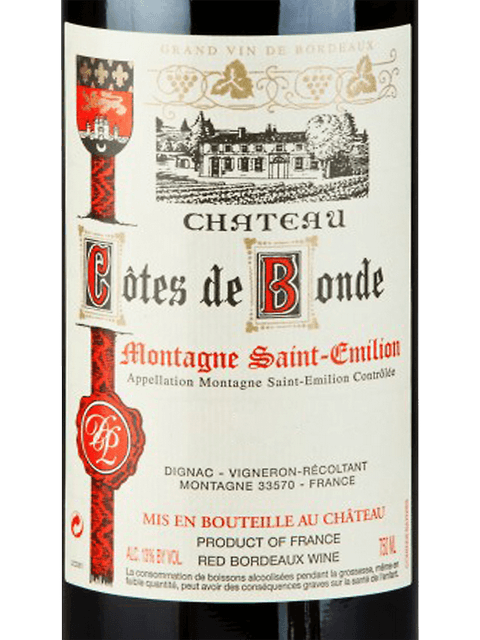 GRAND VIN DE BORDEAUX
CHATEAU
Côtes de Bonde
Montagne Saint-Emilion
Appellation Montagne Saint-Emilion Contrôlée
DIGNAC - VIGNERON-RÉCOLTANT
MONTAGNE 33570 - FRANCE
MIS EN BOUTEILLE AU CHÂTEAU
PRODUCT OF FRANCE
ALC. 13% BY VOL.
RED BORDEAUX WINE
750 ML
La consommation de boissons alcoolisées pendant la grossesse, même en
faible quantité, peut avoir des conséquences graves sur la santé de l'enfant.